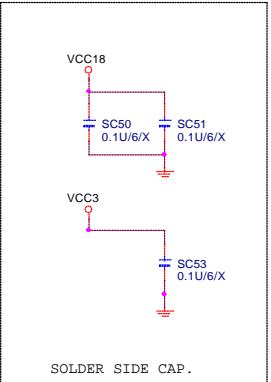 VCC18
SC50 SC51
0.1U/6/X 0.1U/6/X
VCC3
SC53
0.1U/6/X
SOLDER SIDE CAP.